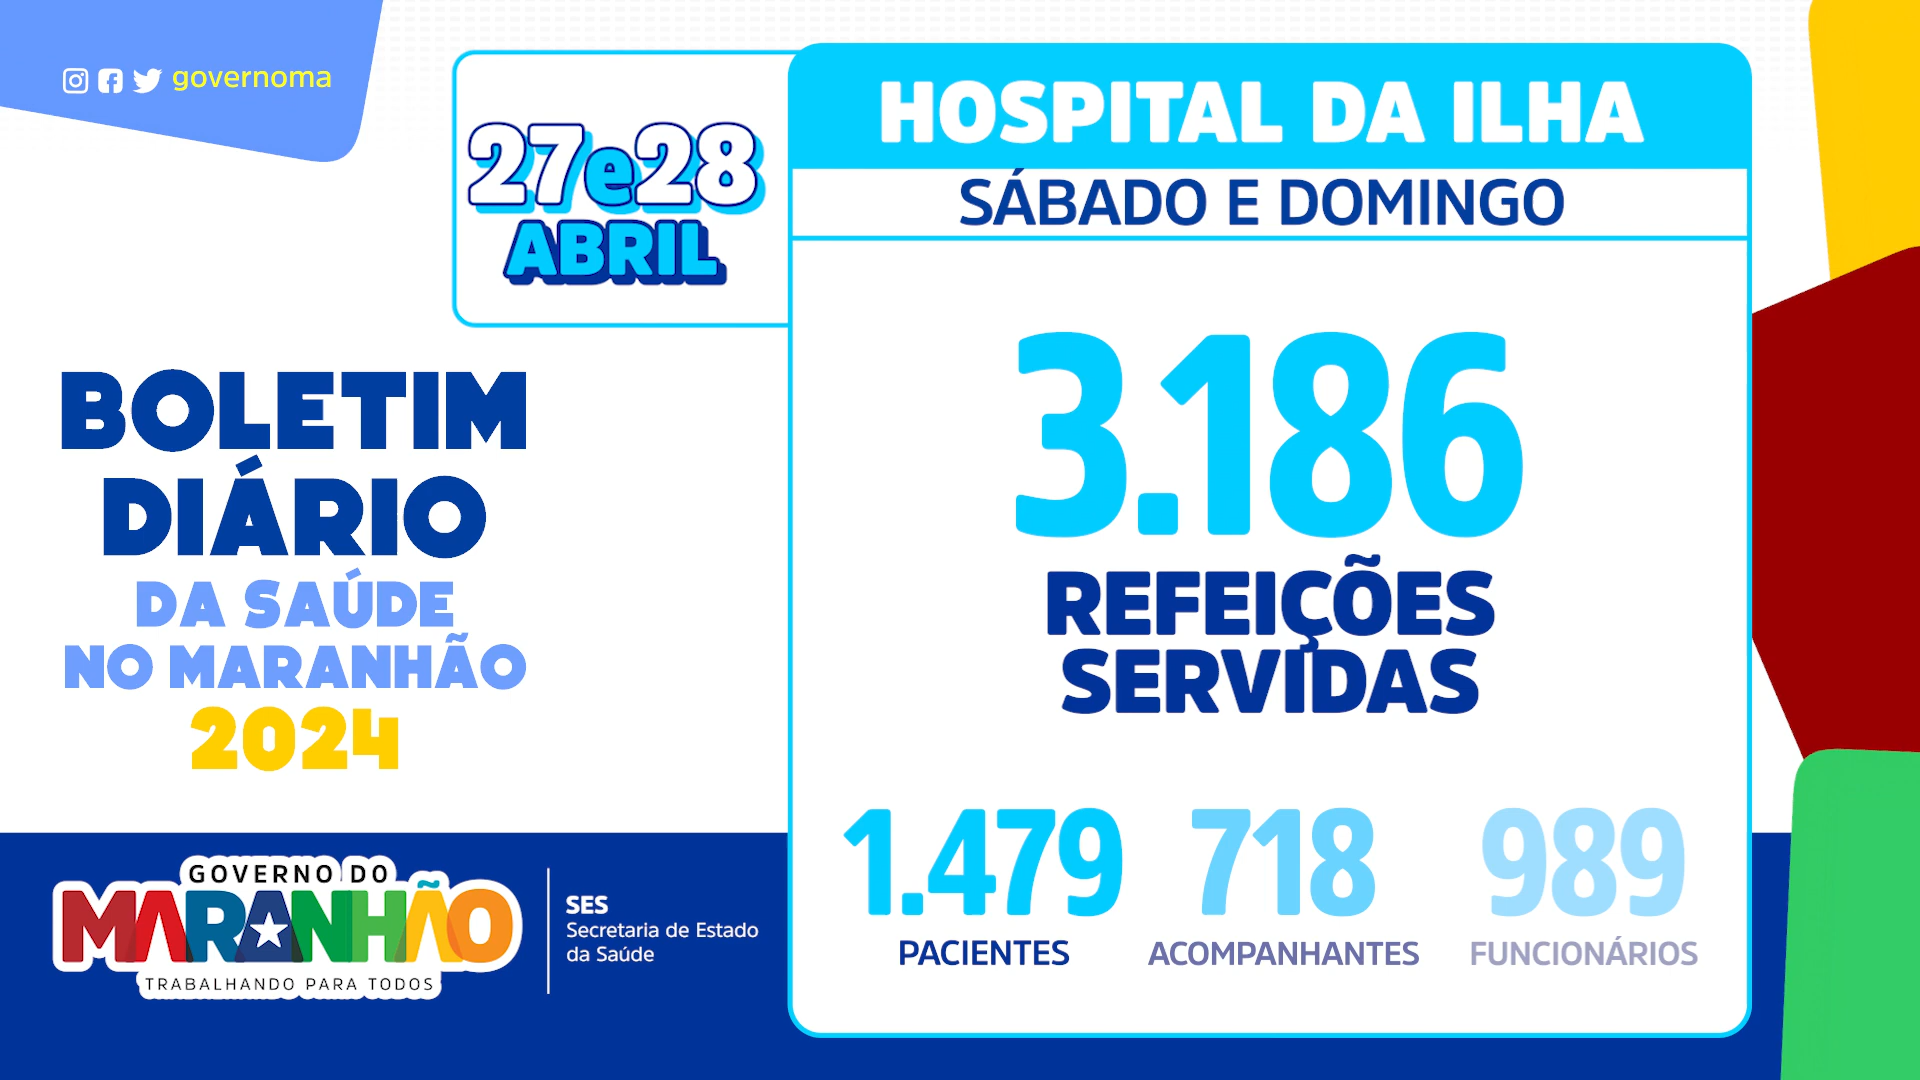 governoma
27e28
ABRIL
HOSPITAL DA ILHA
SÁBADO E DOMINGO
3.186
REFEIÇÕES
SERVIDAS
1.479
PACIENTES
718
ACOMPANHANTES
989
FUNCIONÁRIOS
BOLETIM
DIÁRIO
DA SAÚDE
NO MARANHÃO
2024
GOVERNO DO
MARANHÃO
TRABALHANDO PARA TODOS
SES
Secretaria de Estado
da Saúde